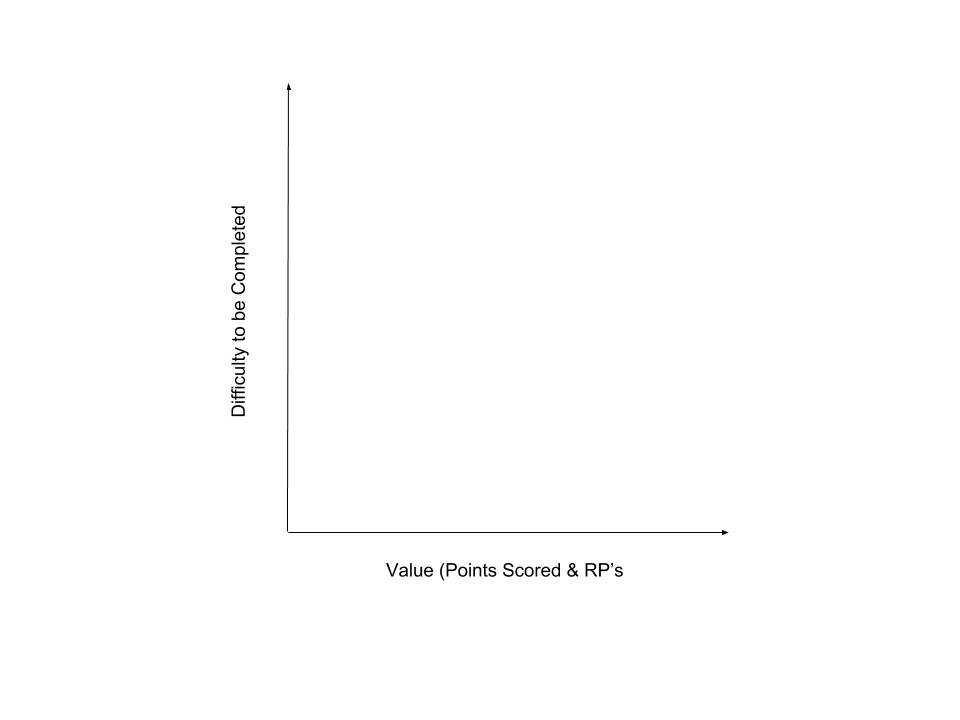 Difficulty to be Completed
Value (Points Scored & RP’s